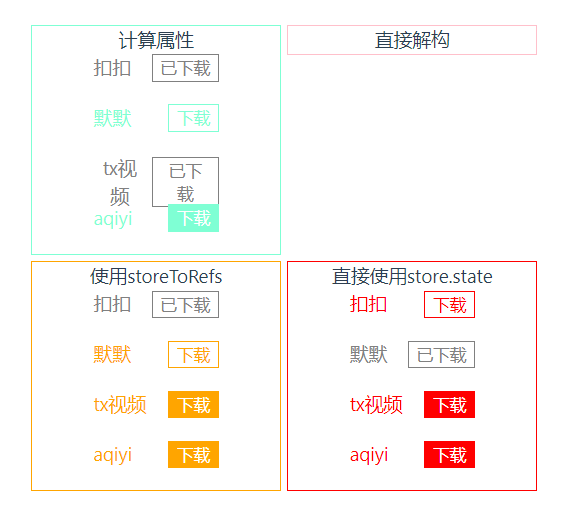 计算属性
扣扣 已下载
默默 下载
tx视 已下
频 载
aqiyi 下载
直接解构
使用storeToRefs
扣扣 已下载
默默 下载
tx视频 下载
aqiyi 下载
直接使用store.state
扣扣 下载
默默 已下载
tx视频 下载
aqiyi 下载